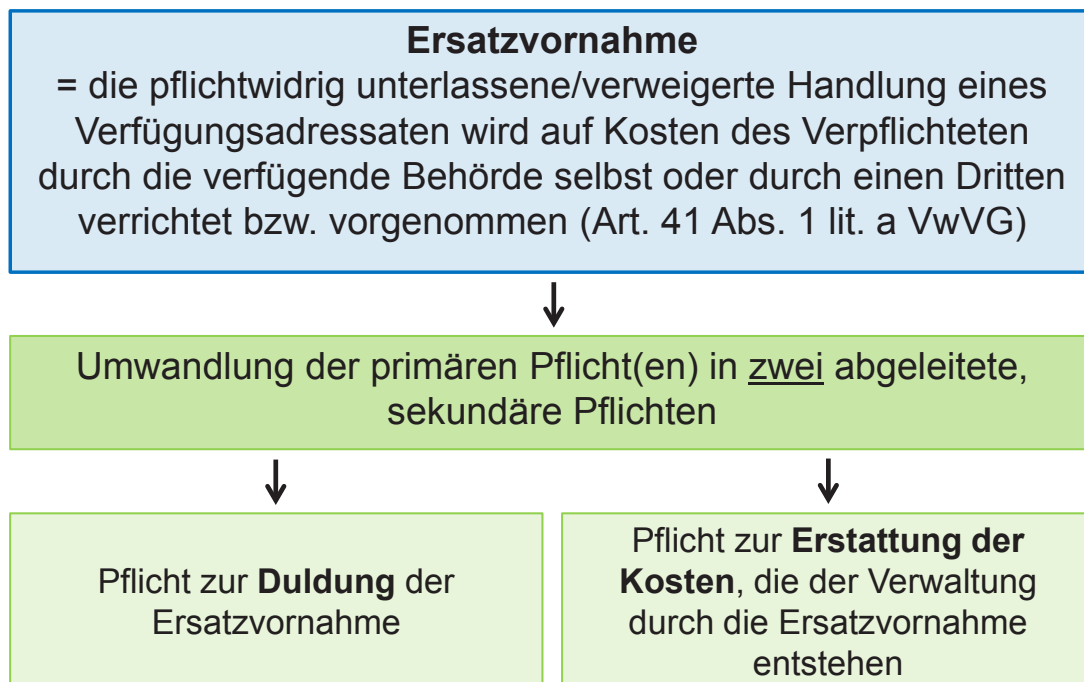 Ersatzvornahme
= die pflichtwidrig unterlassene/verweigerte Handlung eines
Verfügungsadressaten wird auf Kosten des Verpflichteten
durch die verfügende Behörde selbst oder durch einen Dritten
verrichtet bzw. vorgenommen (Art. 41 Abs. 1 lit. a VwVG)
Umwandlung der primären Pflicht(en) in zwei abgeleitete,
sekundäre Pflichten
Pflicht zur Duldung der
Ersatzvornahme
Pflicht zur Erstattung der
Kosten, die der Verwaltung
durch die Ersatzvornahme
entstehen